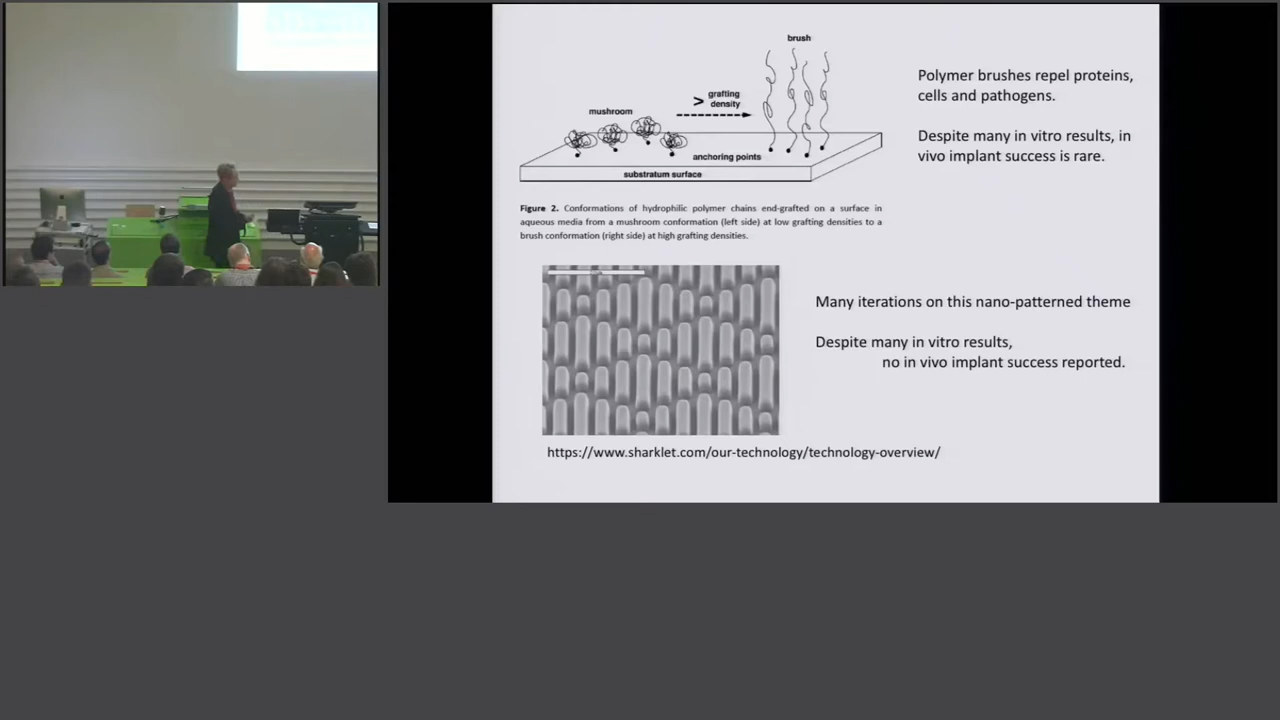 brush
Polymer brushes repel proteins,
cells and pathogens.
Despite many in vitro results, in
vivo implant success is rare.
mushroom
> grafting
density
anchoring points
substratum surface
Figure 2. Conformations of hydrophilic polymer chains end-grafted on a surface in
aqueous media from a mushroom conformation (left side) at low grafting densities to a
brush conformation (right side) at high grafting densities.
Many iterations on this nano-patterned theme
Despite many in vitro results,
no in vivo implant success reported.
https://www.sharklet.com/our-technology/technology-overview/